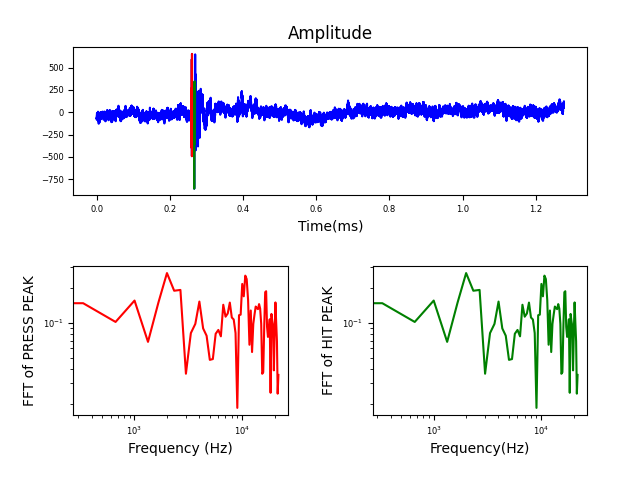 Amplitude
500
250
0
−250
−500
−750
0.0 0.2 0.4 0.6 0.8 1.0 1.2
Time(ms)
FFT of PRESS PEAK
10⁻¹
10³ 10⁴
Frequency (Hz)
FFT of HIT PEAK
10⁻¹
10³ 10⁴
Frequency(Hz)